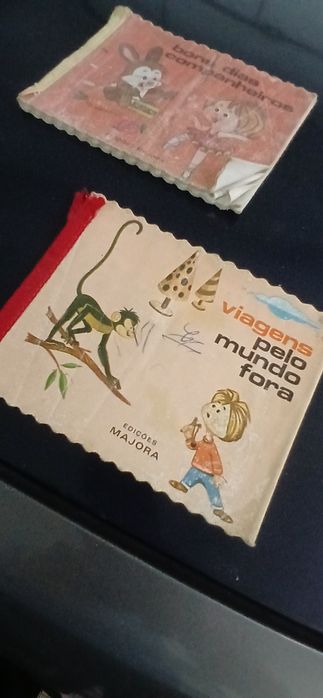 bons dias
companheiros
viagens
pelo
mundo
fora
EDIÇÕES
MAJORA